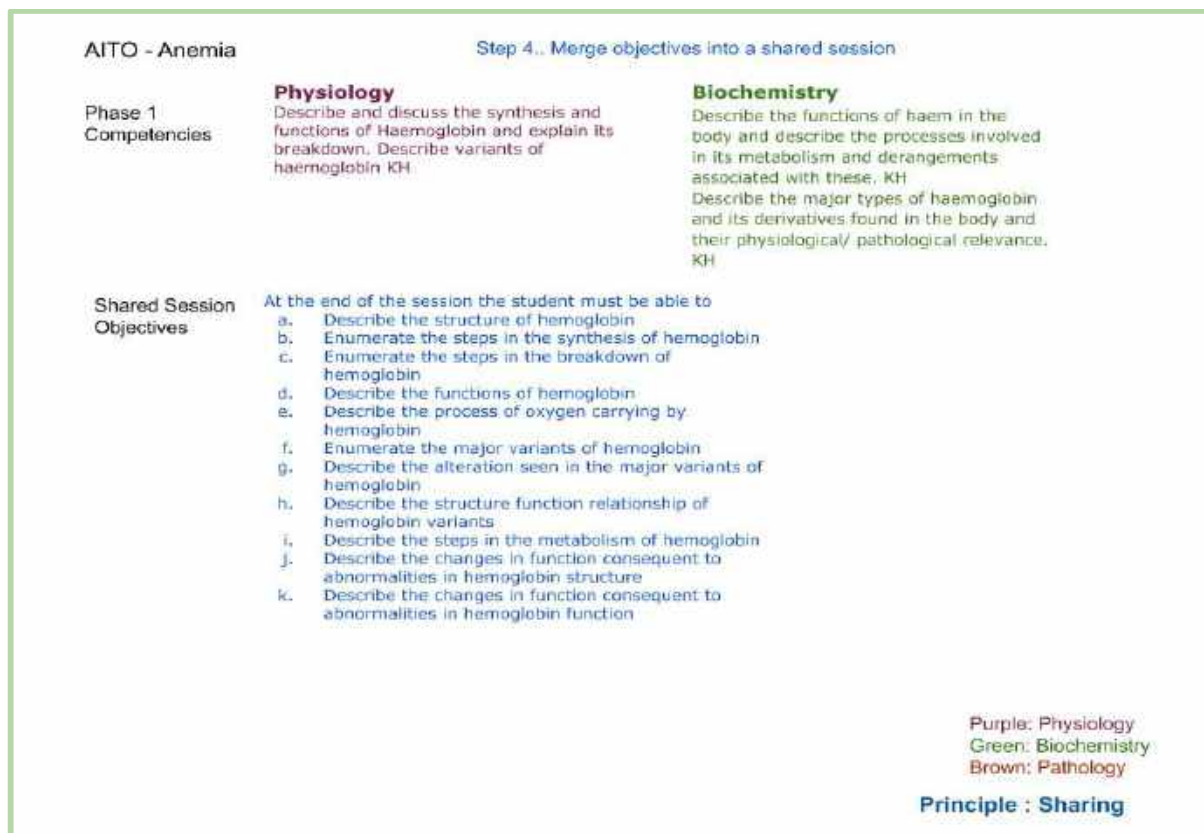 AITO - Anemia
Step 4.. Merge objectives into a shared session
Phase 1
Competencies
Physiology
Describe and discuss the synthesis and
functions of Haemoglobin and explain its
breakdown. Describe variants of
haemoglobin KH
Biochemistry
Describe the functions of haem in the
body and describe the processes involved
in its metabolism and derangements
associated with these. KH
Describe the major types of haemoglobin
and its derivatives found in the body and
their physiological/ pathological relevance.
KH
Shared Session
Objectives
At the end of the session the student must be able to
a. Describe the structure of hemoglobin
b. Enumerate the steps in the synthesis of hemoglobin
c. Enumerate the steps in the breakdown of
hemoglobin
d. Describe the functions of hemoglobin
e. Describe the process of oxygen carrying by
hemoglobin
f. Enumerate the major variants of hemoglobin
g. Describe the alteration seen in the major variants of
hemoglobin
h. Describe the structure function relationship of
hemoglobin variants
i. Describe the steps in the metabolism of hemoglobin
j. Describe the changes in function consequent to
abnormalities in hemoglobin structure
k. Describe the changes in function consequent to
abnormalities in hemoglobin function
Purple: Physiology
Green: Biochemistry
Brown: Pathology
Principle : Sharing